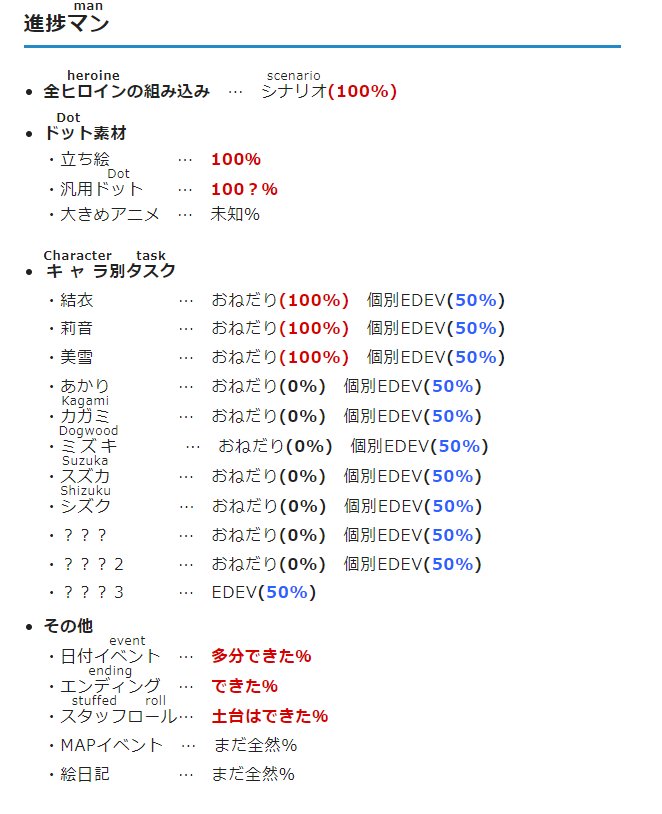 man
進捗マン
heroine scenario
• 全ヒロインの組み込み … シナリオ(100%)
Dot
• ドット素材
・立ち絵 … 100%
Dot
・汎用ドット … 100？%
・大きめアニメ … 未知%
Character task
• キャラ別タスク
・結衣 … おねだり(100%) 個別EDEV(50%)
・莉音 … おねだり(100%) 個別EDEV(50%)
・美雪 … おねだり(100%) 個別EDEV(50%)
・あかり … おねだり(0%) 個別EDEV(50%)
Kagami
・カガミ … おねだり(0%) 個別EDEV(50%)
Dogwood
・ミズキ … おねだり(0%) 個別EDEV(50%)
Suzuka
・スズカ … おねだり(0%) 個別EDEV(50%)
Shizuku
・シズク … おねだり(0%) 個別EDEV(50%)
・？？？ … おねだり(0%) 個別EDEV(50%)
・？？？2 … おねだり(0%) 個別EDEV(50%)
・？？？3 … EDEV(50%)
• その他
event
・日付イベント … 多分できた%
ending
・エンディング … できた%
stuffed roll
・スタッフロール… 土台はできた%
・MAPイベント … まだ全然%
・絵日記 … まだ全然%